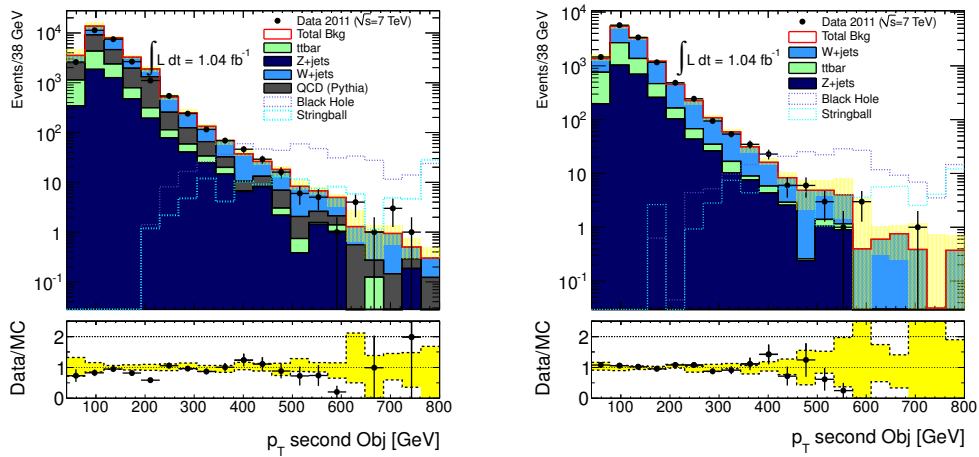 Data 2011 (√s=7 TeV)
Total Bkg
ttbar
Z+jets
W+jets
QCD (Pythia)
Black Hole
Stringball
∫L dt = 1.04 fb⁻¹
Events/38 GeV
10⁵
10⁴
10³
10²
10
1
10⁻¹
Data/MC
2
1
0
100 200 300 400 500 600 700 800
p_T second Obj [GeV]
Data 2011 (√s=7 TeV)
Total Bkg
W+jets
ttbar
Z+jets
Black Hole
Stringball
∫L dt = 1.04 fb⁻¹
Events/38 GeV
10⁵
10⁴
10³
10²
10
1
10⁻¹
Data/MC
2
1
0
100 200 300 400 500 600 700 800
p_T second Obj [GeV]